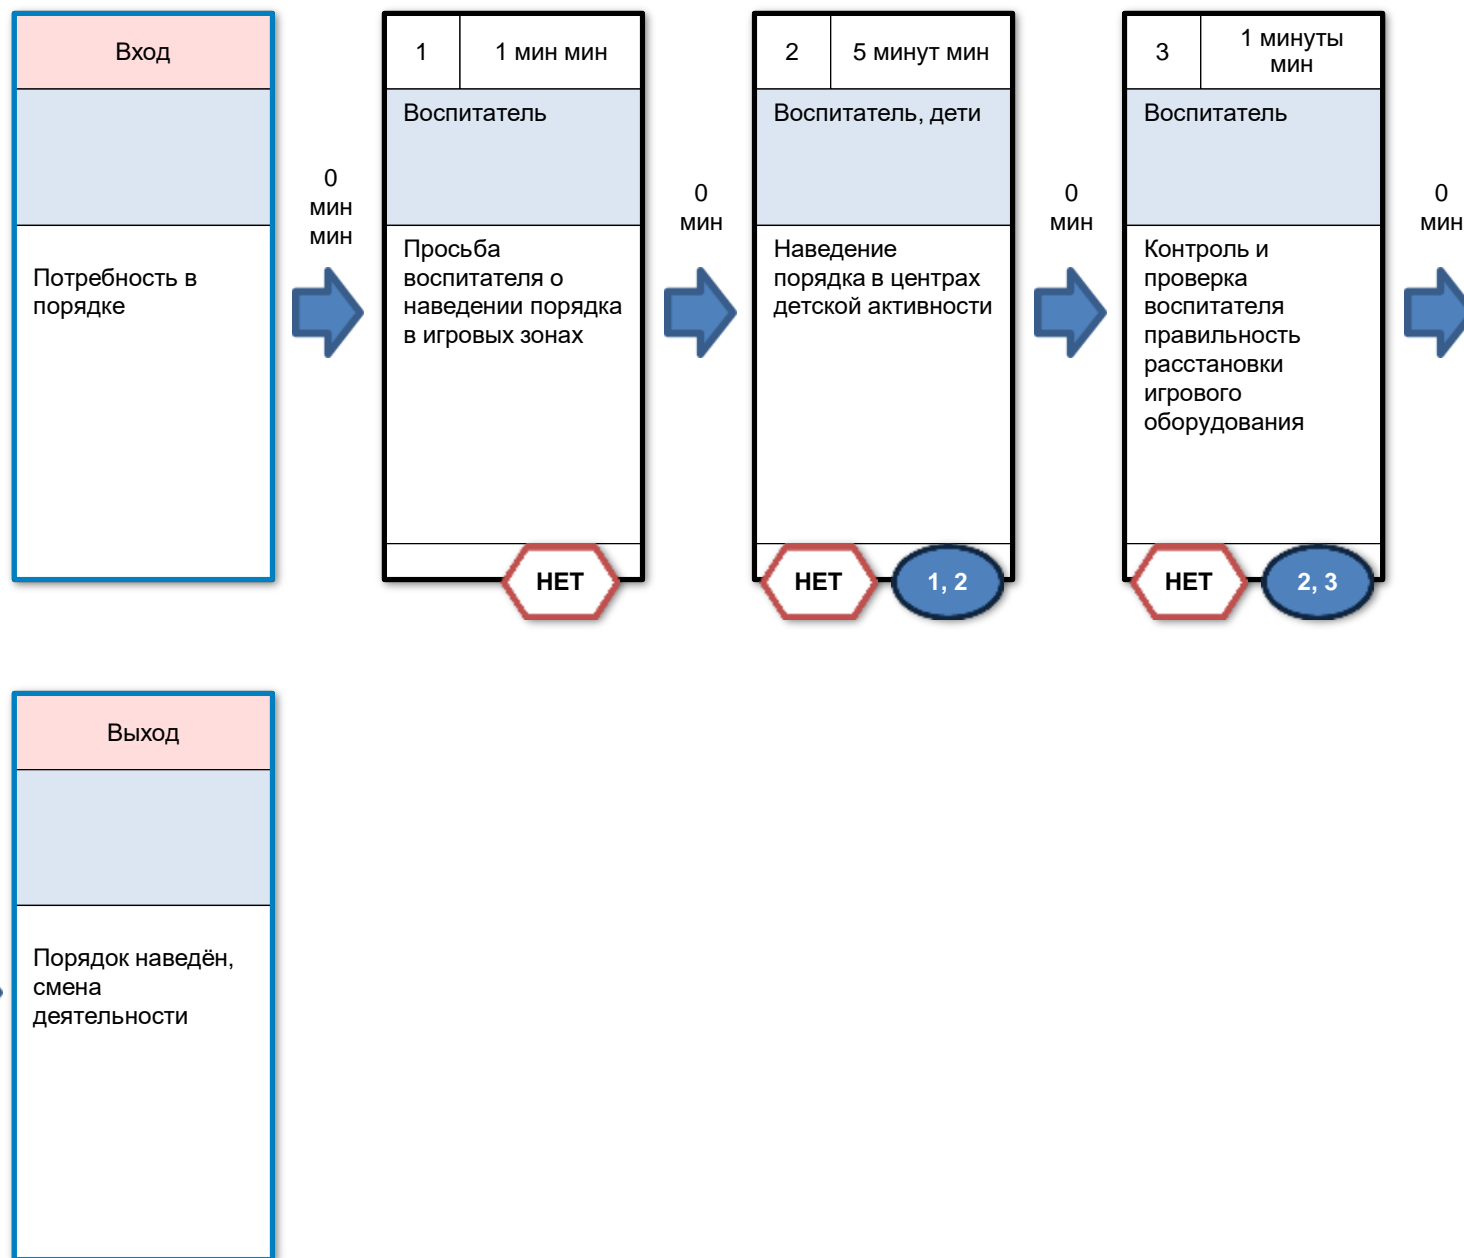 Вход
Потребность в
порядке
0
мин
мин
1
1 мин мин
Воспитатель
Просьба
воспитателя о
наведении порядка
в игровых зонах
НЕТ
0
мин
2
5 минут мин
Воспитатель, дети
Наведение
порядка в центрах
детской активности
НЕТ
1, 2
0
мин
3
1 минуты
мин
Воспитатель
Контроль и
проверка
воспитателя
правильность
расстановки
игрового
оборудования
НЕТ
2, 3
0
мин
Выход
Порядок наведён,
смена
деятельности